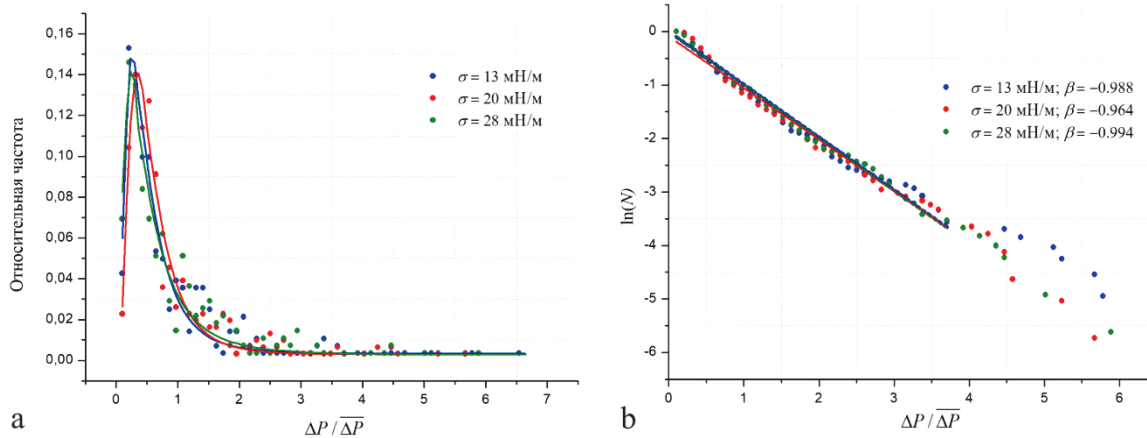 0,16
0,14
0,12
0,10
0,08
0,06
0,04
0,02
0,00
Относительная частота
σ = 13 мН/м
σ = 20 мН/м
σ = 28 мН/м
0 1 2 3 4 5 6 7
ΔP / \overline{ΔP}
a
0
-1
-2
-3
-4
-5
-6
ln(N)
σ = 13 мН/м; β = −0.988
σ = 20 мН/м; β = −0.964
σ = 28 мН/м; β = −0.994
0 1 2 3 4 5 6
ΔP / \overline{ΔP}
b